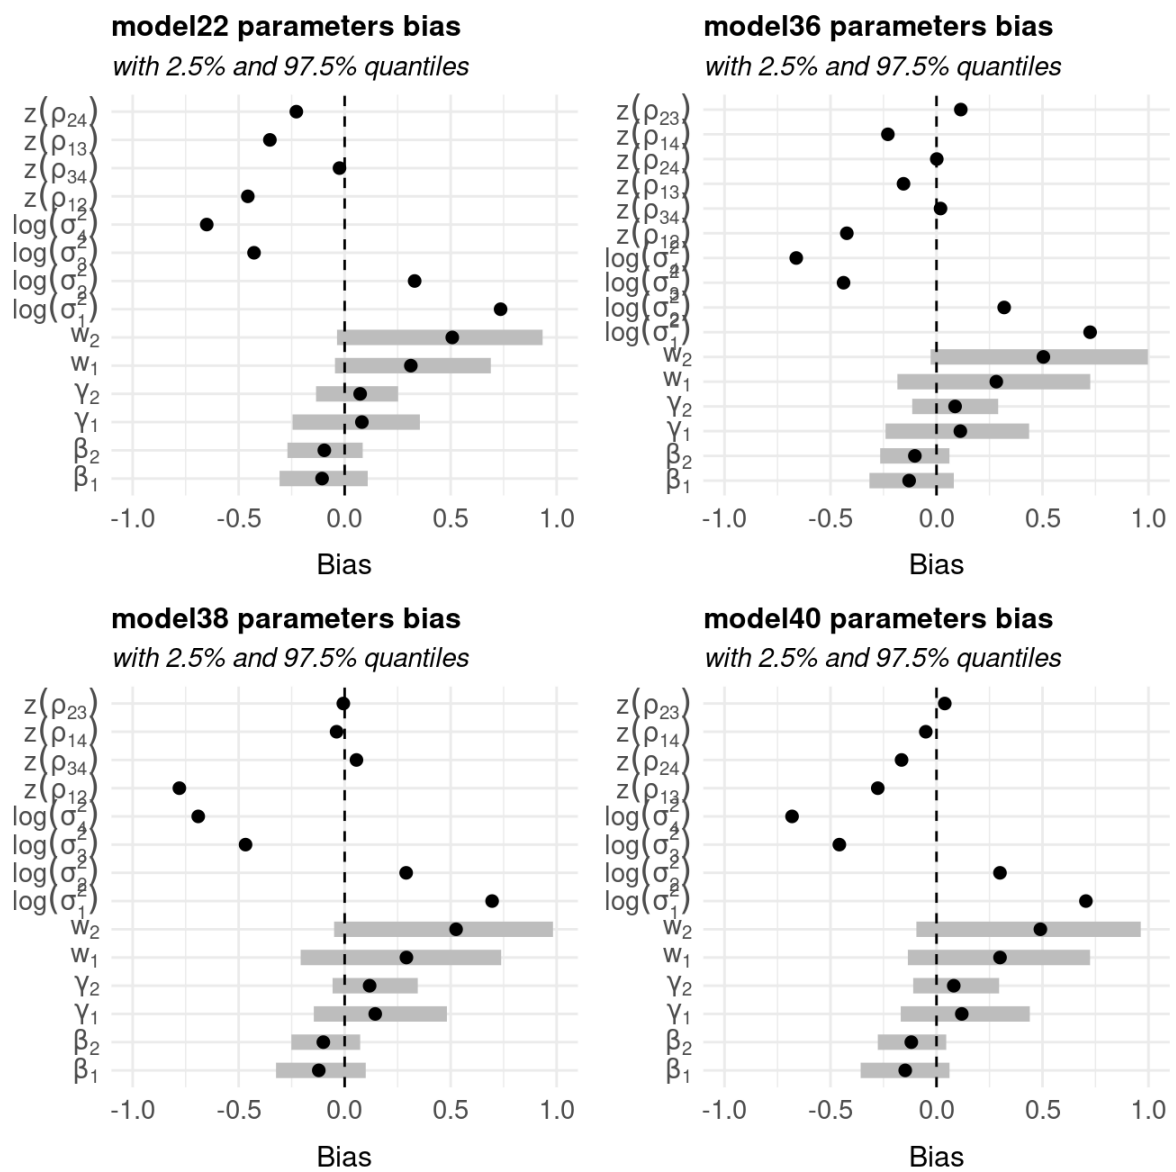 model22 parameters bias
with 2.5% and 97.5% quantiles
z(ρ₂₄)
z(ρ₁₃)
z(ρ₃₄)
z(ρ₁₂)
log(σ₄²)
log(σ₃²)
log(σ₂²)
log(σ₁²)
w₂
w₁
γ₂
γ₁
β₂
β₁
-1.0 -0.5 0.0 0.5 1.0
Bias
model36 parameters bias
with 2.5% and 97.5% quantiles
z(ρ₂₃)
z(ρ₁₄)
z(ρ₂₄)
z(ρ₁₃)
z(ρ₃₄)
z(ρ₁₂)
log(σ₄²)
log(σ₃²)
log(σ₂²)
log(σ₁²)
w₂
w₁
γ₂
γ₁
β₂
β₁
-1.0 -0.5 0.0 0.5 1.0
Bias
model38 parameters bias
with 2.5% and 97.5% quantiles
z(ρ₂₃)
z(ρ₁₄)
z(ρ₃₄)
z(ρ₁₂)
log(σ₄²)
log(σ₃²)
log(σ₂²)
log(σ₁²)
w₂
w₁
γ₂
γ₁
β₂
β₁
-1.0 -0.5 0.0 0.5 1.0
Bias
model40 parameters bias
with 2.5% and 97.5% quantiles
z(ρ₂₃)
z(ρ₁₄)
z(ρ₂₄)
z(ρ₁₃)
log(σ₄²)
log(σ₃²)
log(σ₂²)
log(σ₁²)
w₂
w₁
γ₂
γ₁
β₂
β₁
-1.0 -0.5 0.0 0.5 1.0
Bias